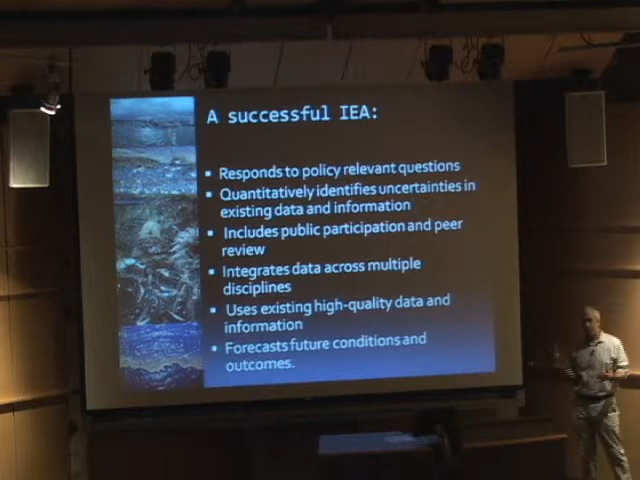 A successful IEA:
▪ Responds to policy relevant questions
▪ Quantitatively identifies uncertainties in
existing data and information
▪ Includes public participation and peer
review
▪ Integrates data across multiple
disciplines
▪ Uses existing high-quality data and
information
▪ Forecasts future conditions and
outcomes.